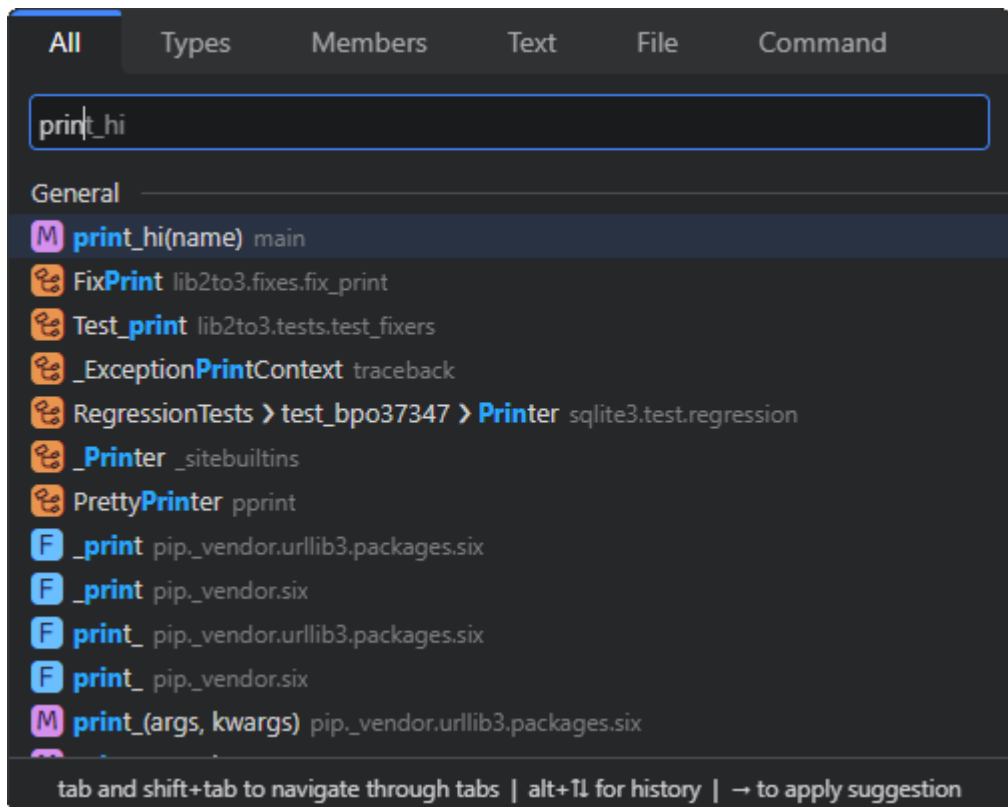 All Types Members Text File Command
print_hi
General
M print_hi(name) main
FixPrint lib2to3.fixes.fix_print
Test_print lib2to3.tests.test_fixers
_ExceptionPrintContext traceback
RegressionTests ❯ test_bpo37347 ❯ Printer sqlite3.test.regression
_Printer _sitebuiltins
PrettyPrinter pprint
F _print pip._vendor.urllib3.packages.six
F _print pip._vendor.six
F print_ pip._vendor.urllib3.packages.six
F print_ pip._vendor.six
M print_(args, kwargs) pip._vendor.urllib3.packages.six
tab and shift+tab to navigate through tabs | alt+⇅ for history | → to apply suggestion